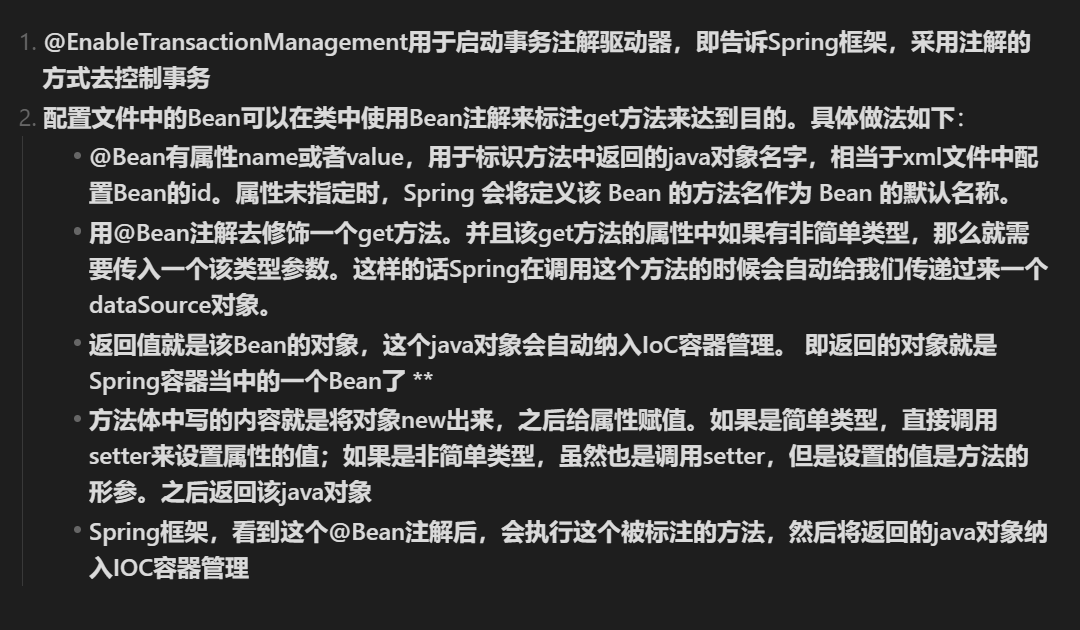 1. @EnableTransactionManagement用于启动事务注解驱动器，即告诉Spring框架，采用注解的
方式去控制事务
2. 配置文件中的Bean可以在类中使用Bean注解来标注get方法来达到目的。具体做法如下：
• @Bean有属性name或者value，用于标识方法中返回的java对象名字，相当于xml文件中配
置Bean的id。属性未指定时，Spring 会将定义该 Bean 的方法名作为 Bean 的默认名称。
• 用@Bean注解去修饰一个get方法。并且该get方法的属性中如果有非简单类型，那么就需
要传入一个该类型参数。这样的话Spring在调用这个方法的时候会自动给我们传递过来一个
dataSource对象。
• 返回值就是该Bean的对象，这个java对象会自动纳入IoC容器管理。 即返回的对象就是
Spring容器当中的一个Bean了 **
• 方法体中写的内容就是将对象new出来，之后给属性赋值。如果是简单类型，直接调用
setter来设置属性的值；如果是非简单类型，虽然也是调用setter，但是设置的值是方法的
形参。之后返回该java对象
• Spring框架，看到这个@Bean注解后，会执行这个被标注的方法，然后将返回的java对象纳
入IOC容器管理